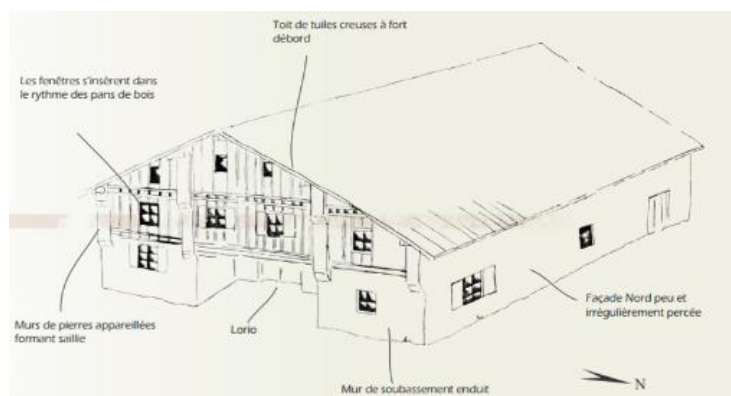 Toit de tuiles creuses à fort
débord
Les fenêtres s'insèrent dans
le rythme des pans de bois
Façade Nord peu et
irrégulièrement percée
Murs de pierres appareillées
formant saillie
Lorio
Mur de soubassement enduit
N